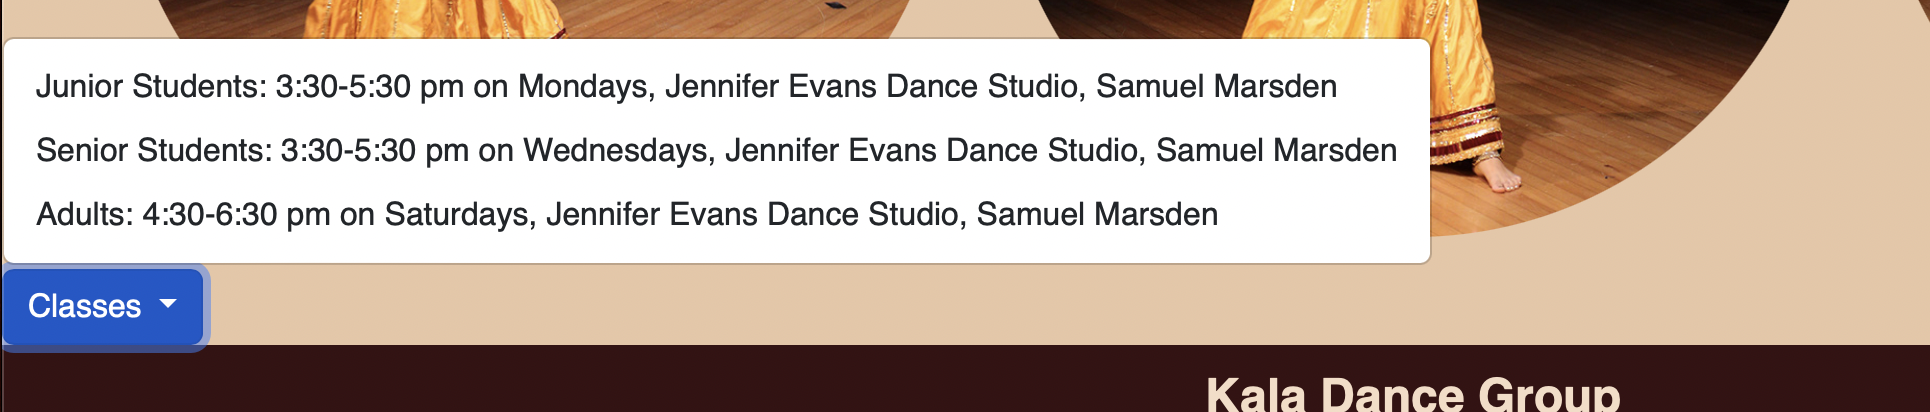 Junior Students: 3:30-5:30 pm on Mondays, Jennifer Evans Dance Studio, Samuel Marsden
Senior Students: 3:30-5:30 pm on Wednesdays, Jennifer Evans Dance Studio, Samuel Marsden
Adults: 4:30-6:30 pm on Saturdays, Jennifer Evans Dance Studio, Samuel Marsden
Classes
Kala Dance Group